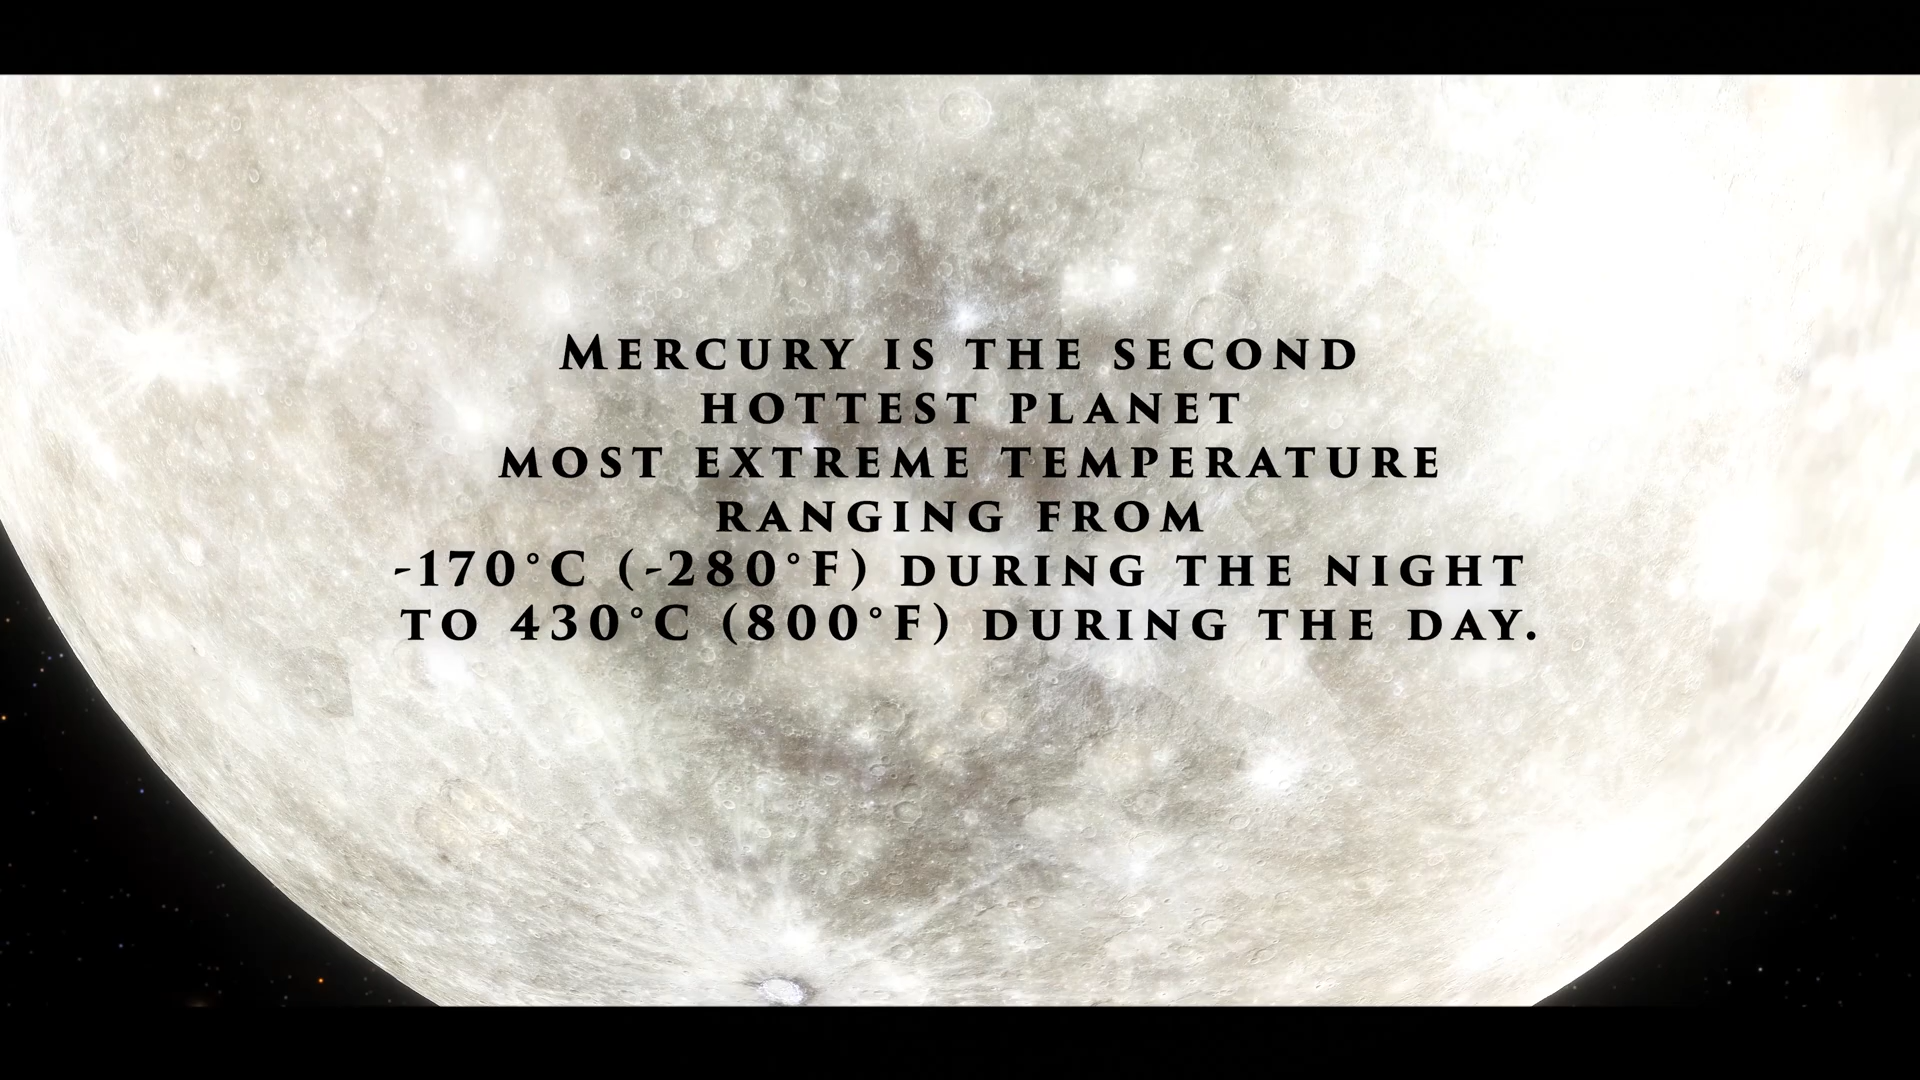 Mercury is the second
hottest planet
most extreme temperature
ranging from
-170°C (-280°F) during the night
to 430°C (800°F) during the day.